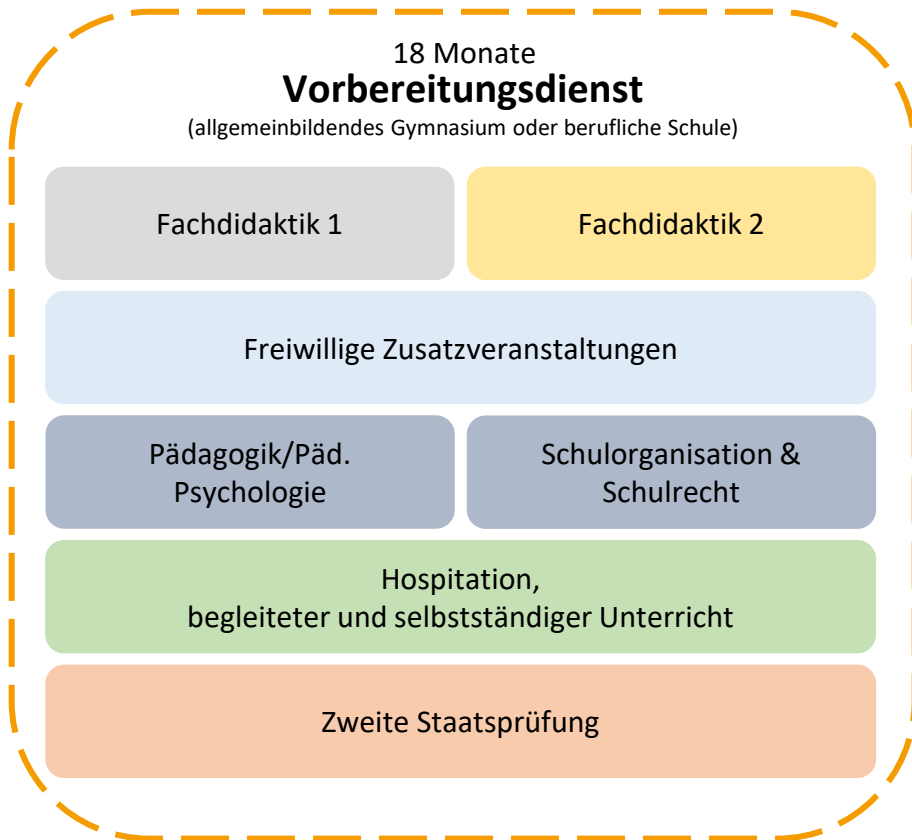 18 Monate
Vorbereitungsdienst
(allgemeinbildendes Gymnasium oder berufliche Schule)
Fachdidaktik 1
Fachdidaktik 2
Freiwillige Zusatzveranstaltungen
Pädagogik/Päd.
Psychologie
Schulorganisation &
Schulrecht
Hospitation,
begleiteter und selbstständiger Unterricht
Zweite Staatsprüfung